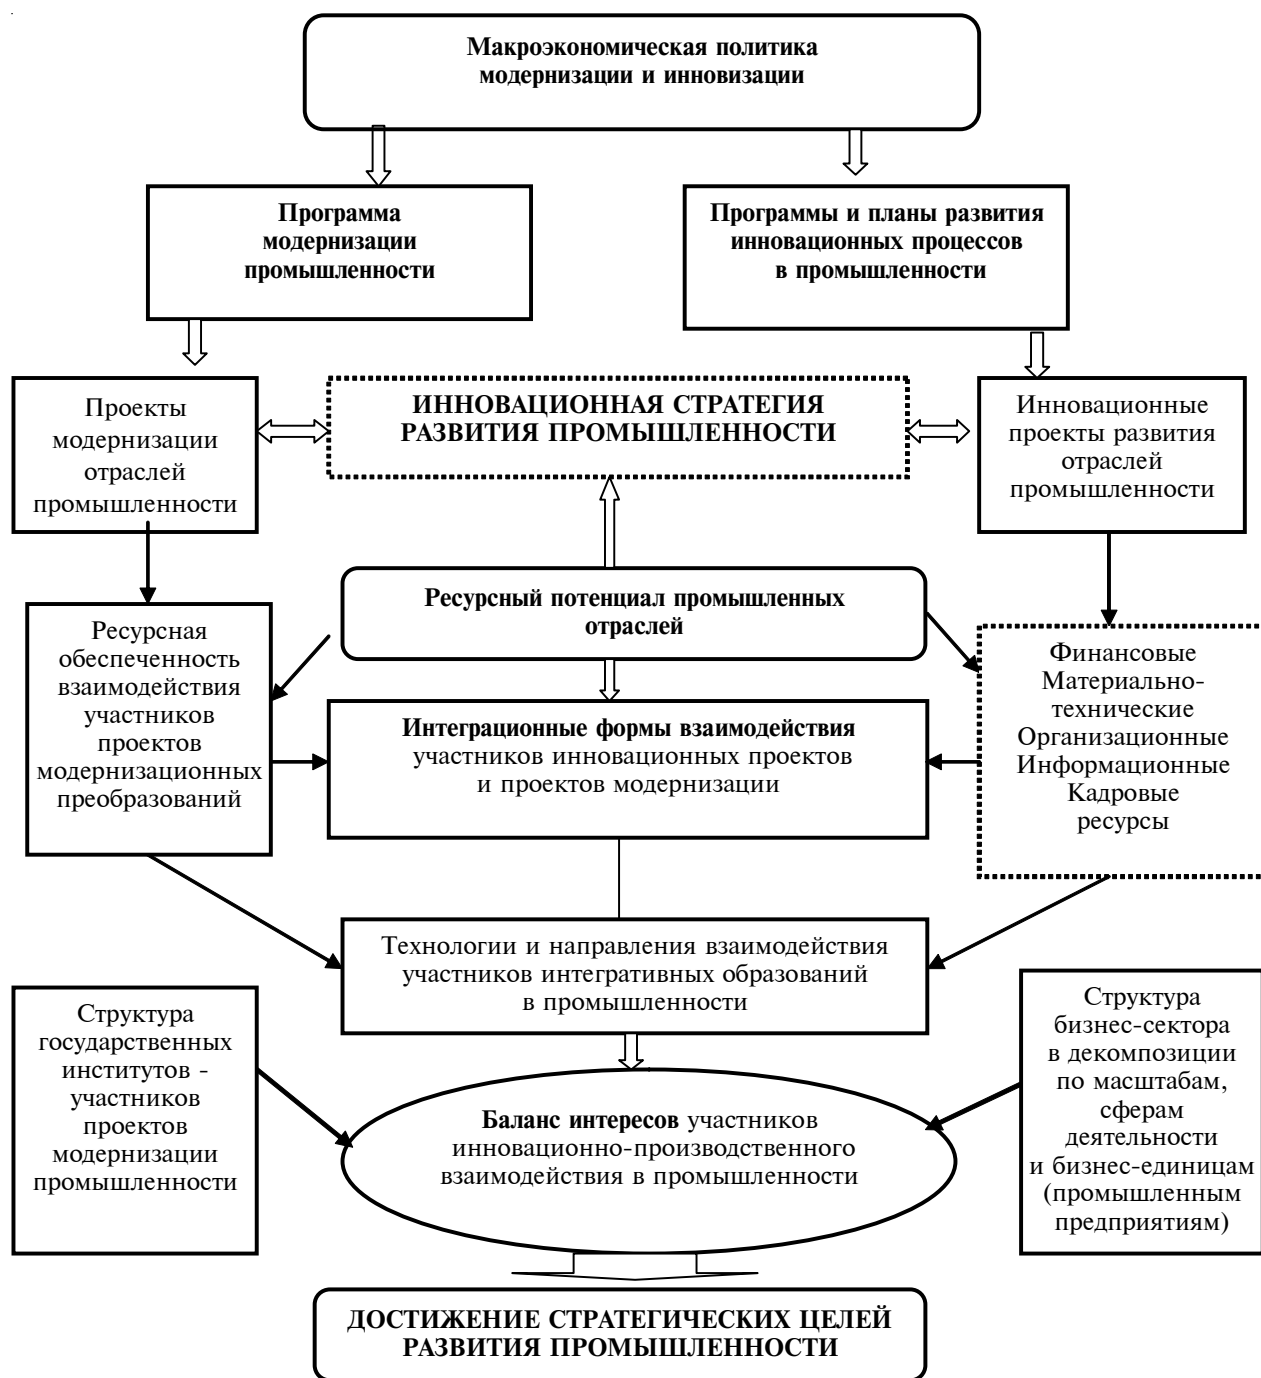 Макроэкономическая политика
модернизации и инновизации
Программа
модернизации
промышленности
Программы и планы развития
инновационных процессов
в промышленности
Проекты
модернизации
отраслей
промышленности
ИННОВАЦИОННАЯ СТРАТЕГИЯ
РАЗВИТИЯ ПРОМЫШЛЕННОСТИ
Инновационные
проекты развития
отраслей
промышленности
Ресурсный потенциал промышленных
отраслей
Ресурсная
обеспеченность
взаимодействия
участников
проектов
модернизационных
преобразований
Интеграционные формы взаимодействия
участников инновационных проектов
и проектов модернизации
Финансовые
Материально-
технические
Организационные
Информационные
Кадровые
ресурсы
Технологии и направления взаимодействия
участников интегративных образований
в промышленности
Структура
государственных
институтов -
участников
проектов
модернизации
промышленности
Баланс интересов участников
инновационно-производственного
взаимодействия в промышленности
Структура
бизнес-сектора
в декомпозиции
по масштабам,
сферам
деятельности
и бизнес-единицам
(промышленным
предприятиям)
ДОСТИЖЕНИЕ СТРАТЕГИЧЕСКИХ ЦЕЛЕЙ
РАЗВИТИЯ ПРОМЫШЛЕННОСТИ